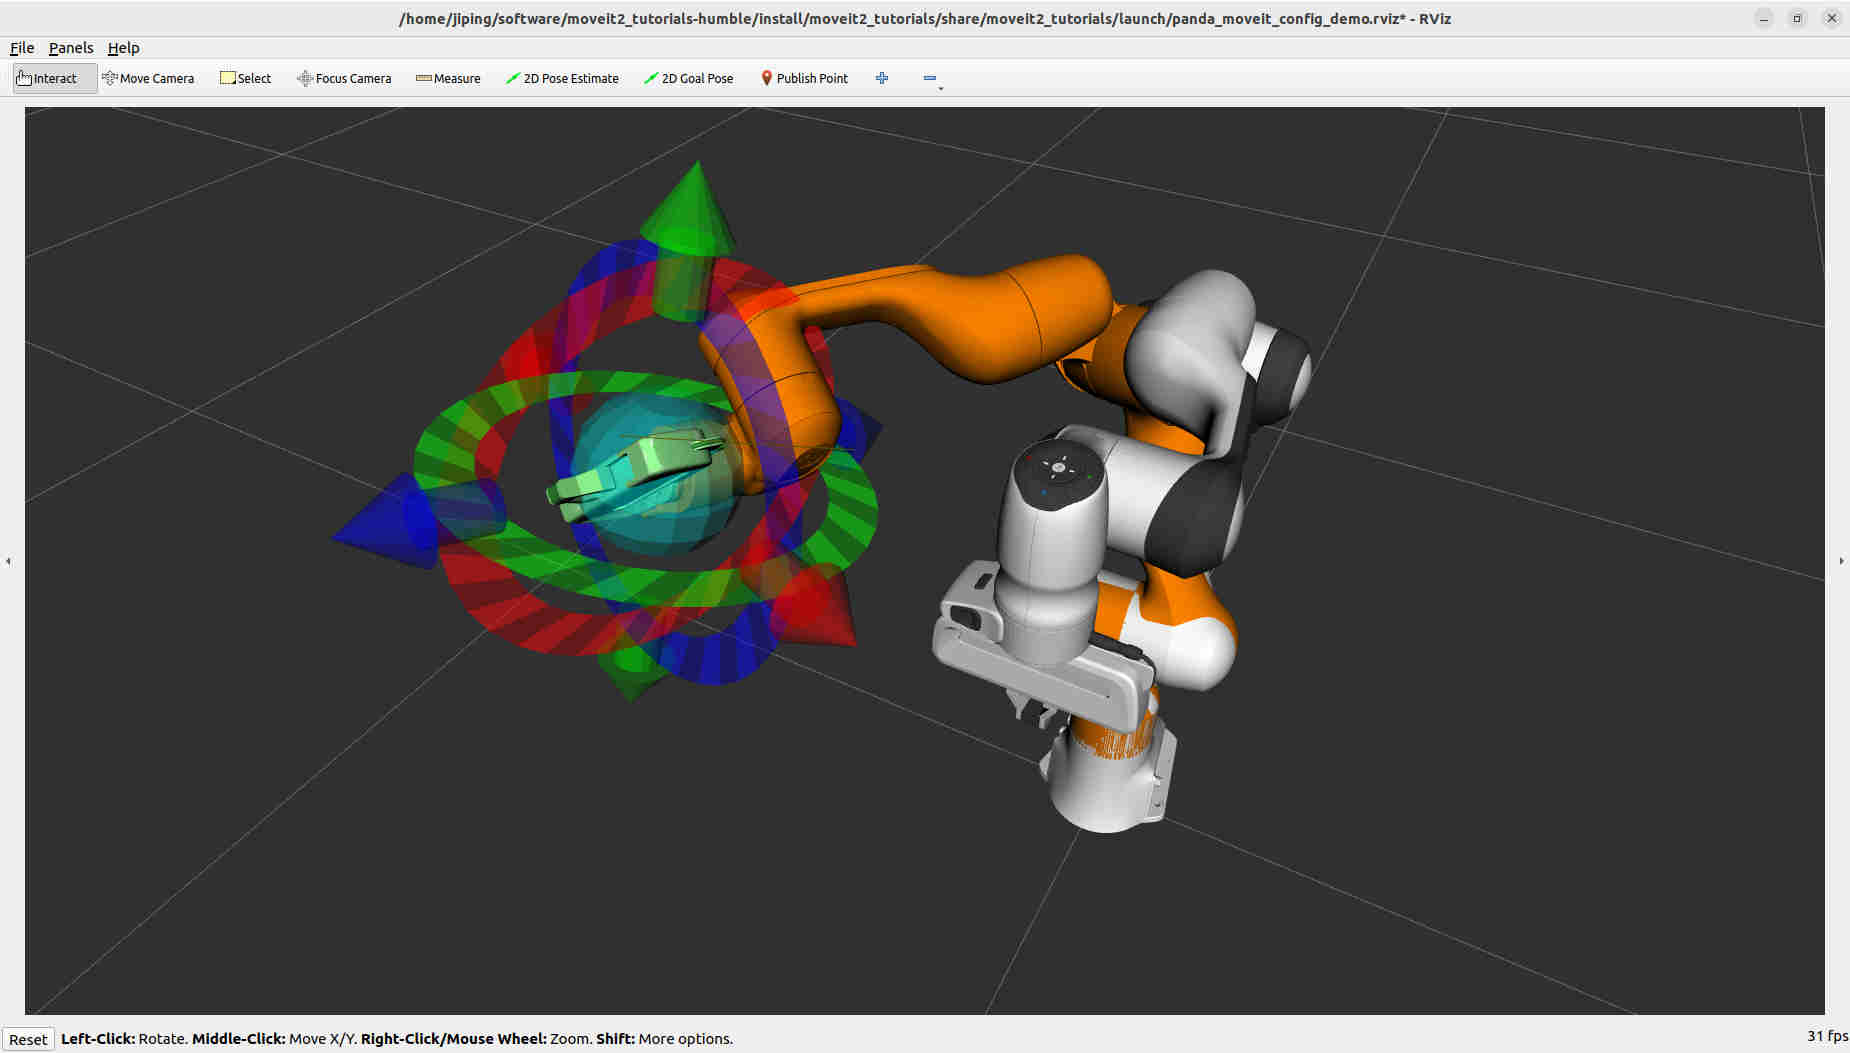 /home/jiping/software/moveit2_tutorials-humble/install/moveit2_tutorials/share/moveit2_tutorials/launch/panda_moveit_config_demo.rviz* - RViz
File Panels Help
Interact Move Camera Select Focus Camera Measure 2D Pose Estimate 2D Goal Pose Publish Point
Reset Left-Click: Rotate. Middle-Click: Move X/Y. Right-Click/Mouse Wheel: Zoom. Shift: More options. 31 fps